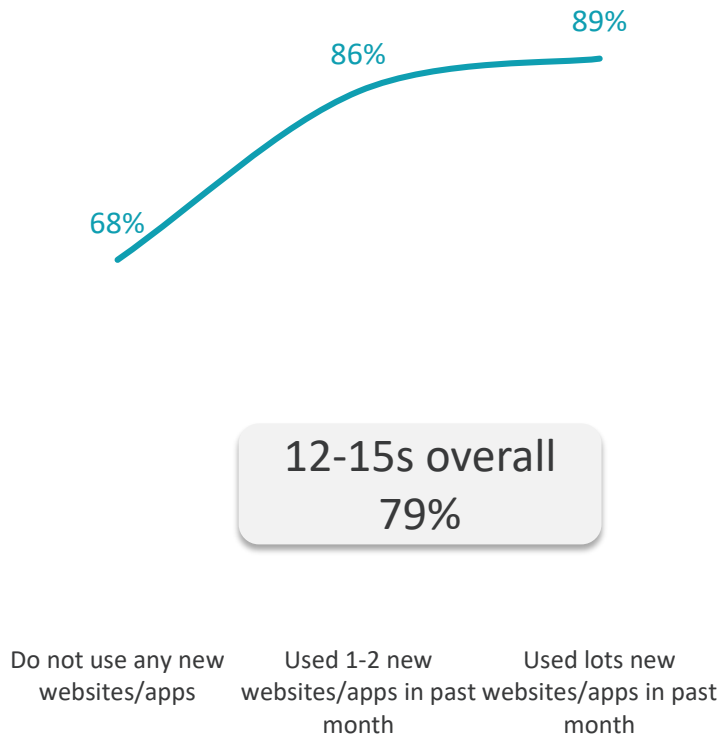 89%
86%
68%
12-15s overall
79%
Do not use any new
websites/apps
Used 1-2 new
websites/apps in past
month
Used lots new
websites/apps in past
month